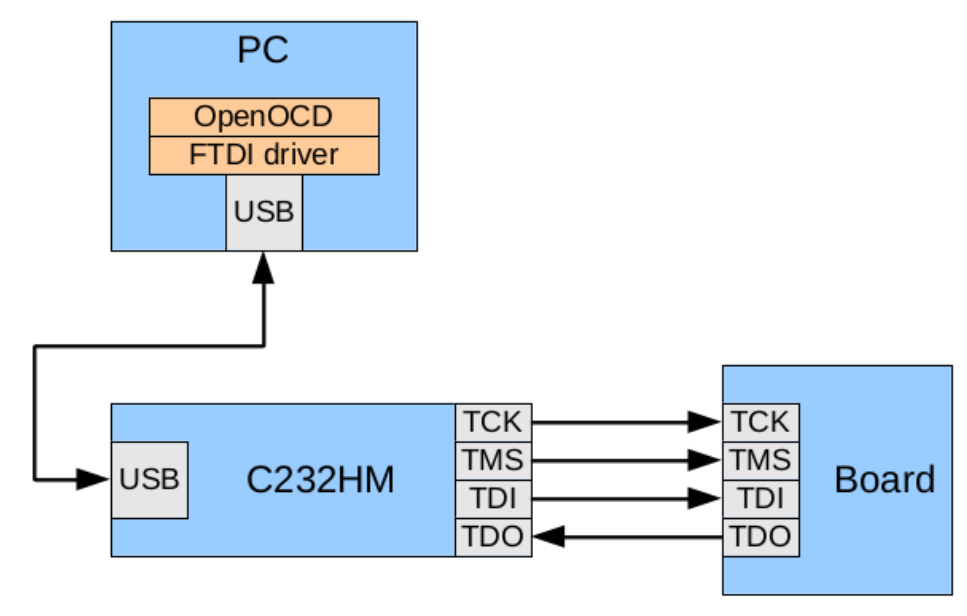 PC
OpenOCD
FTDI driver
USB
USB
C232HM
TCK
TMS
TDI
TDO
TCK
TMS
TDI
TDO
Board